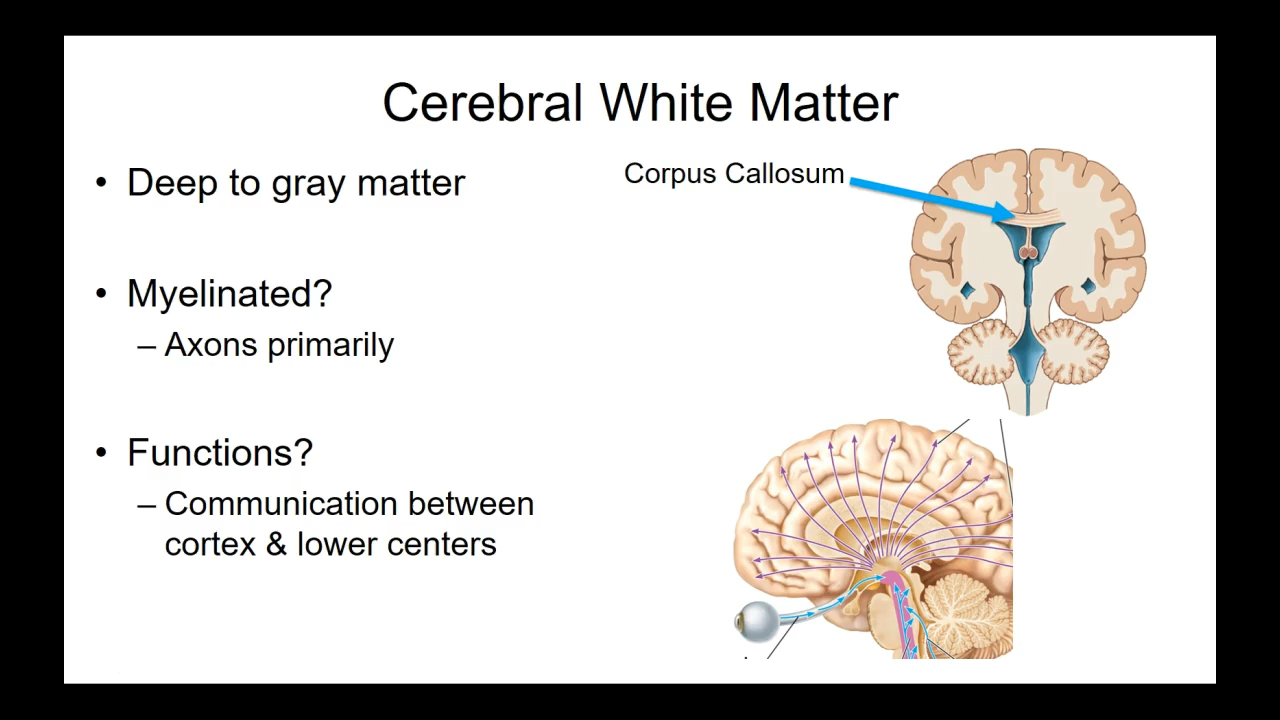 Cerebral White Matter
• Deep to gray matter
Corpus Callosum
• Myelinated?
– Axons primarily
• Functions?
– Communication between
cortex & lower centers